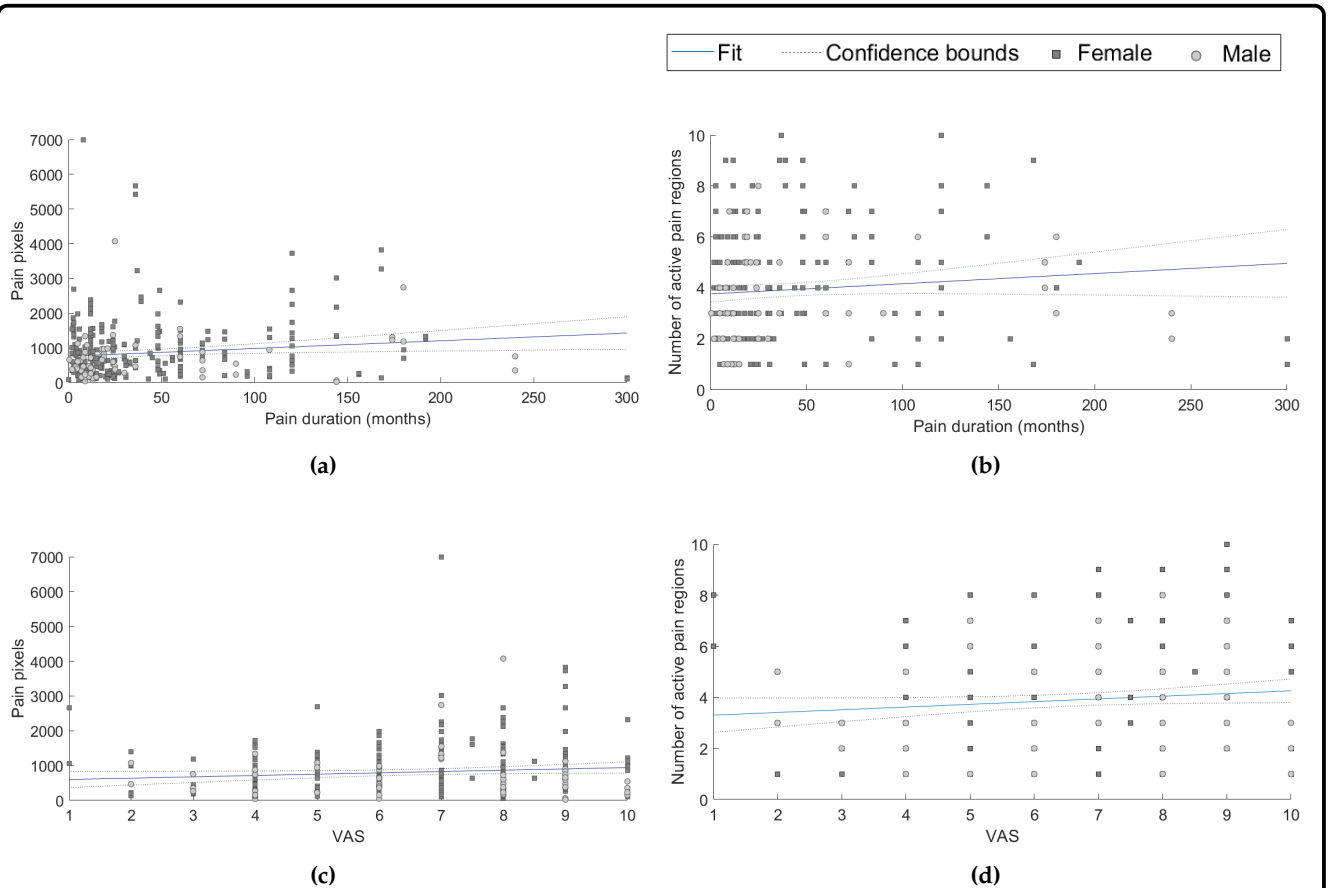 Fit Confidence bounds Female Male
7000
6000
5000
4000
3000
2000
1000
0
Pain pixels
0 50 100 150 200 250 300
Pain duration (months)
(a)
10
8
6
4
2
0
Number of active pain regions
0 50 100 150 200 250 300
Pain duration (months)
(b)
7000
6000
5000
4000
3000
2000
1000
0
Pain pixels
1 2 3 4 5 6 7 8 9 10
VAS
(c)
10
8
6
4
2
0
Number of active pain regions
1 2 3 4 5 6 7 8 9 10
VAS
(d)